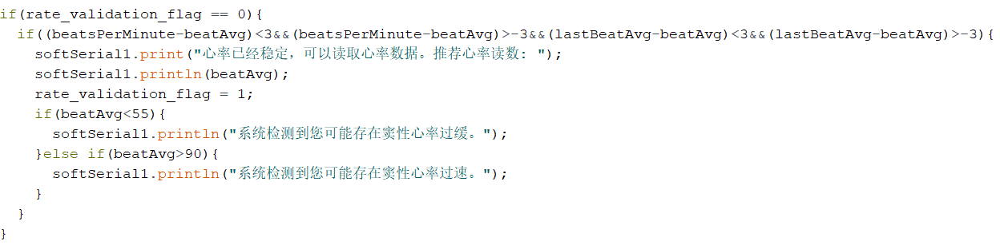 if(rate_validation_flag == 0){
  if((beatsPerMinute-beatAvg)<3&&(beatsPerMinute-beatAvg)>-3&&(lastBeatAvg-beatAvg)<3&&(lastBeatAvg-beatAvg)>-3){
    softSerial1.print("心率已经稳定，可以读取心率数据。推荐心率读数: ");
    softSerial1.println(beatAvg);
    rate_validation_flag = 1;
    if(beatAvg<55){
      softSerial1.println("系统检测到您可能存在窦性心率过缓。");
    }else if(beatAvg>90){
      softSerial1.println("系统检测到您可能存在窦性心率过速。");
    }
  }
}